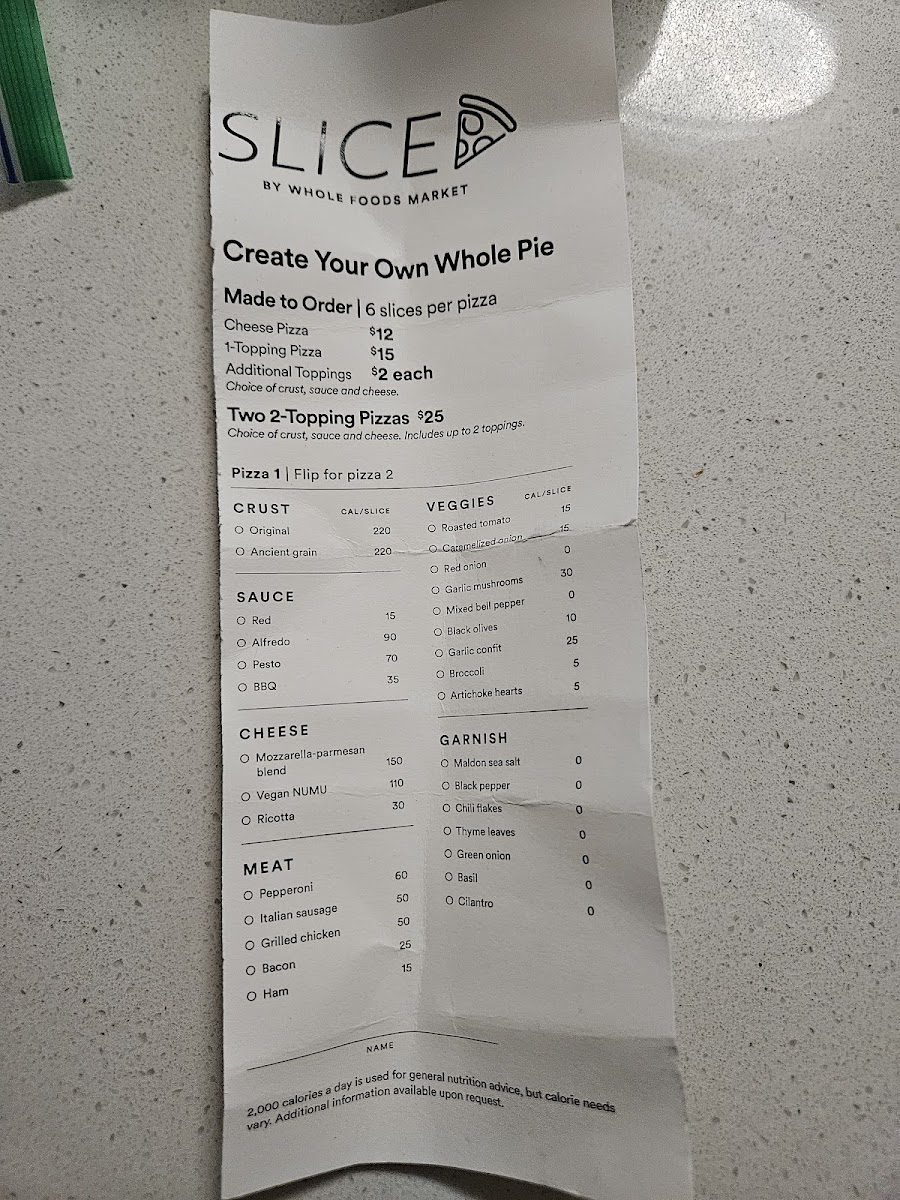 SLICE
BY WHOLE FOODS MARKET
Create Your Own Whole Pie
Made to Order | 6 slices per pizza
Cheese Pizza $12
1-Topping Pizza $15
Additional Toppings $2 each
Choice of crust, sauce and cheese.
Two 2-Topping Pizzas $25
Choice of crust, sauce and cheese. Includes up to 2 toppings.
Pizza 1 | Flip for pizza 2
CRUST CAL/SLICE
Original 220
Ancient grain 220
SAUCE
Red 15
Alfredo 90
Pesto 70
BBQ 35
CHEESE
Mozzarella-parmesan
blend 150
Vegan NUMU 110
Ricotta 30
MEAT
Pepperoni 60
Italian sausage 50
Grilled chicken 50
Bacon 25
Ham 15
VEGGIES CAL/SLICE
Roasted tomato 15
Caramelized onion 15
Red onion 0
Garlic mushrooms 30
Mixed bell pepper 0
Black olives 10
Garlic confit 25
Broccoli 5
Artichoke hearts 5
GARNISH
Maldon sea salt 0
Black pepper 0
Chili flakes 0
Thyme leaves 0
Green onion 0
Basil 0
Cilantro 0
NAME
2,000 calories a day is used for general nutrition advice, but calorie needs
vary. Additional information available upon request.